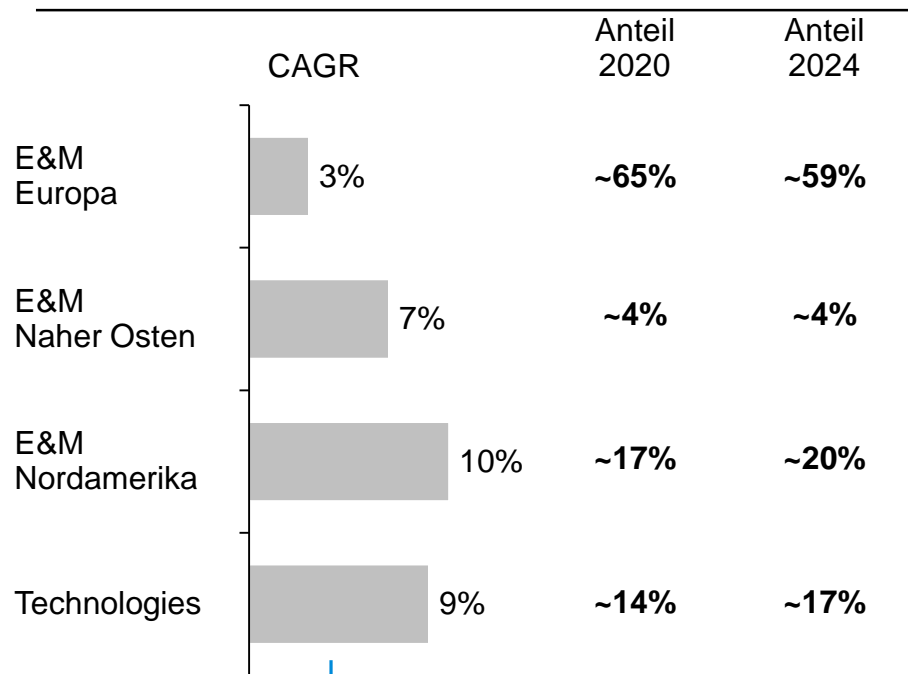 CAGR
Anteil
2020
Anteil
2024
E&M
Europa
3%
~65%
~59%
E&M
Naher Osten
7%
~4%
~4%
E&M
Nordamerika
10%
~17%
~20%
Technologies
9%
~14%
~17%